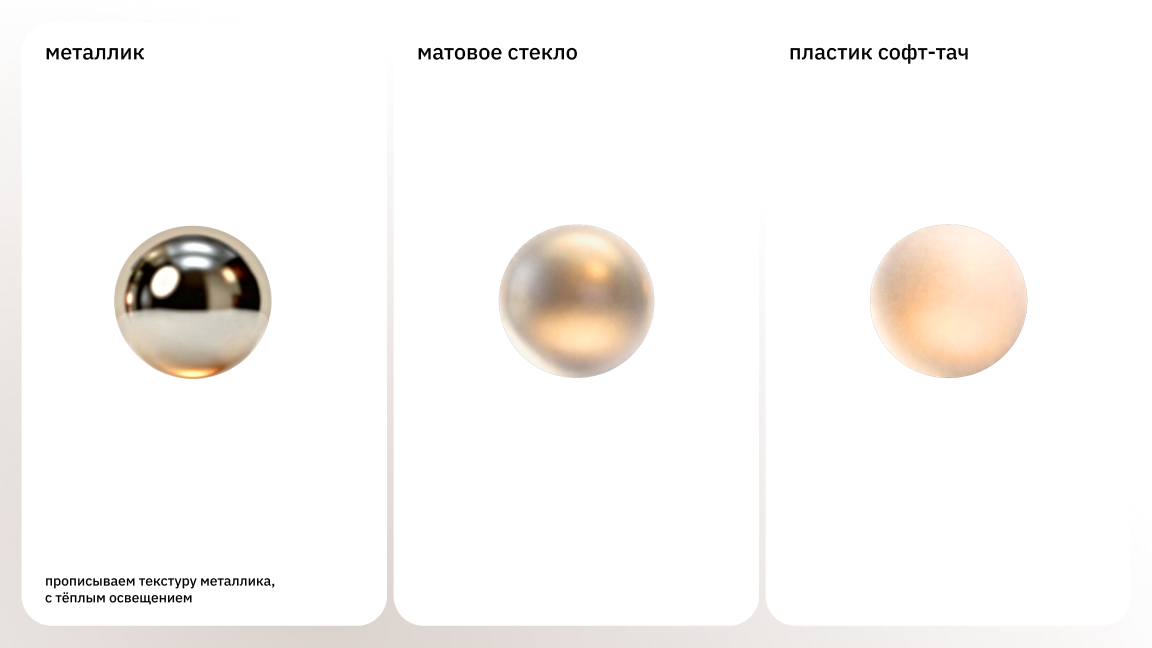 металлик
матовое стекло
пластик софт-тач
прописываем текстуру металлика,
с тёплым освещением